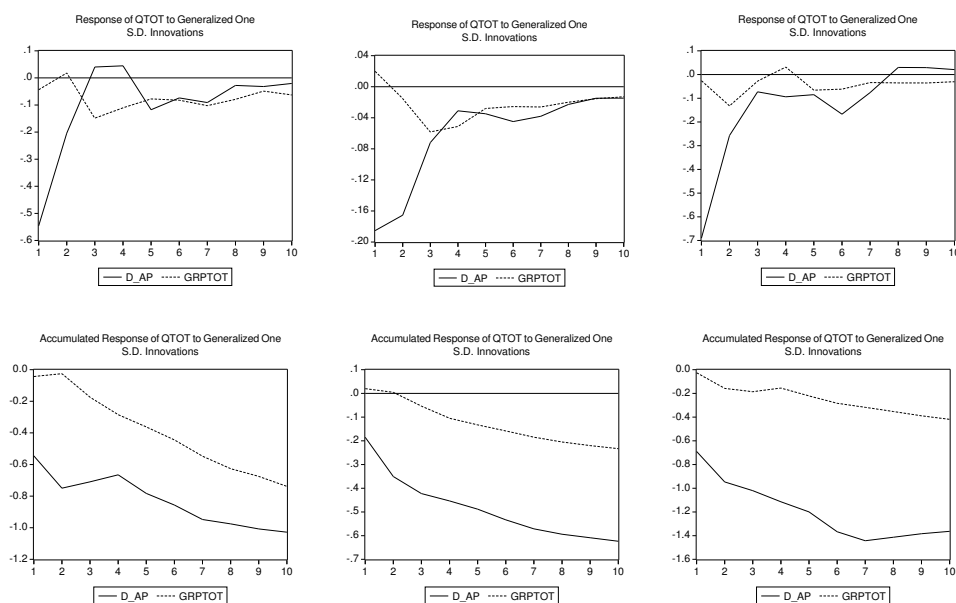 Response of QTOT to Generalized One
S.D. Innovations
.1
.0
-.1
-.2
-.3
-.4
-.5
-.6
1 2 3 4 5 6 7 8 9 10
D_AP GRPTOT
Response of QTOT to Generalized One
S.D. Innovations
.04
.00
-.04
-.08
-.12
-.16
-.20
1 2 3 4 5 6 7 8 9 10
D_AP GRPTOT
Response of QTOT to Generalized One
S.D. Innovations
.1
.0
-.1
-.2
-.3
-.4
-.5
-.6
-.7
1 2 3 4 5 6 7 8 9 10
D_AP GRPTOT
Accumulated Response of QTOT to Generalized One
S.D. Innovations
0.0
-0.2
-0.4
-0.6
-0.8
-1.0
-1.2
1 2 3 4 5 6 7 8 9 10
D_AP GRPTOT
Accumulated Response of QTOT to Generalized One
S.D. Innovations
.1
.0
-.1
-.2
-.3
-.4
-.5
-.6
-.7
1 2 3 4 5 6 7 8 9 10
D_AP GRPTOT
Accumulated Response of QTOT to Generalized One
S.D. Innovations
0.0
-0.2
-0.4
-0.6
-0.8
-1.0
-1.2
-1.4
-1.6
1 2 3 4 5 6 7 8 9 10
D_AP GRPTOT